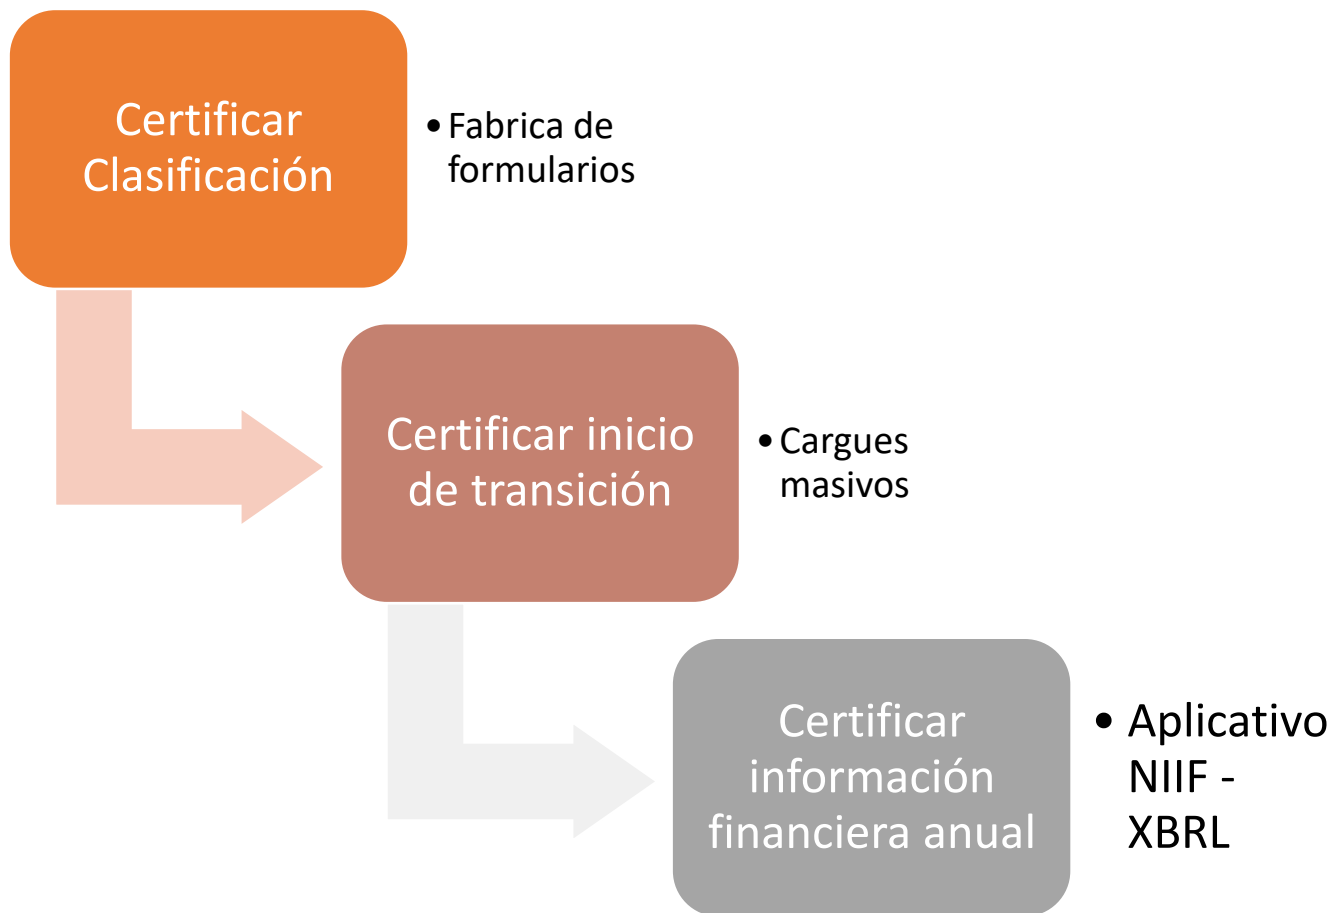 Certificar
Clasificación
• Fabrica de
formularios
Certificar inicio
de transición
• Cargues
masivos
Certificar
información
financiera anual
• Aplicativo
NIIF -
XBRL